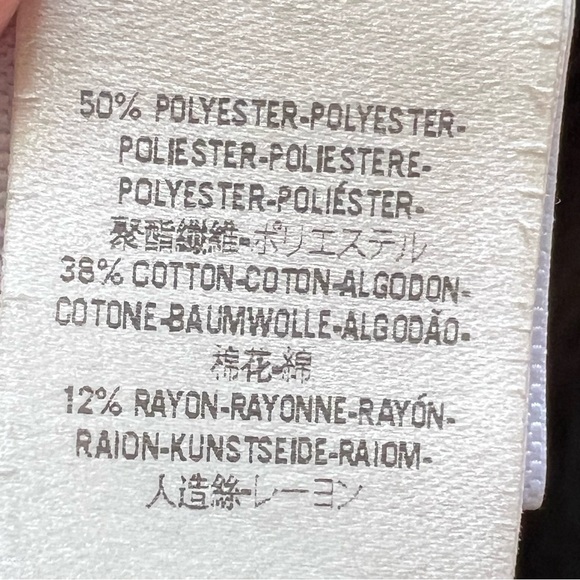 50% POLYESTER-POLYESTER-
POLIESTER-POLIESTERE-
POLYESTER-POLIÉSTER-
聚酯纖維-ポリエステル
38% COTTON-COTON-ALGODON-
COTONE-BAUMWOLLE-ALGODÃO-
棉花-綿
12% RAYON-RAYONNE-RAYÓN-
RAION-KUNSTSEIDE-RAIOM-
人造絲-レーヨン